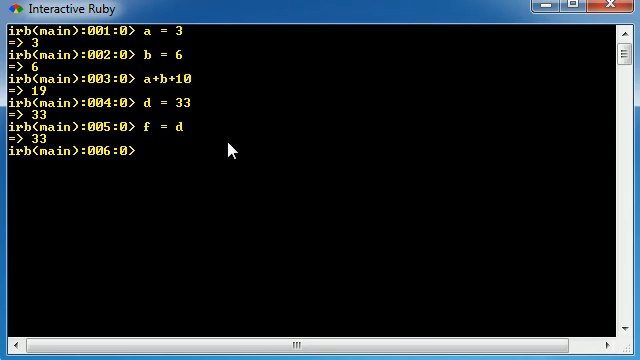 Interactive Ruby
irb(main):001:0> a = 3
=> 3
irb(main):002:0> b = 6
=> 6
irb(main):003:0> a+b+10
=> 19
irb(main):004:0> d = 33
=> 33
irb(main):005:0> f = d
=> 33
irb(main):006:0>